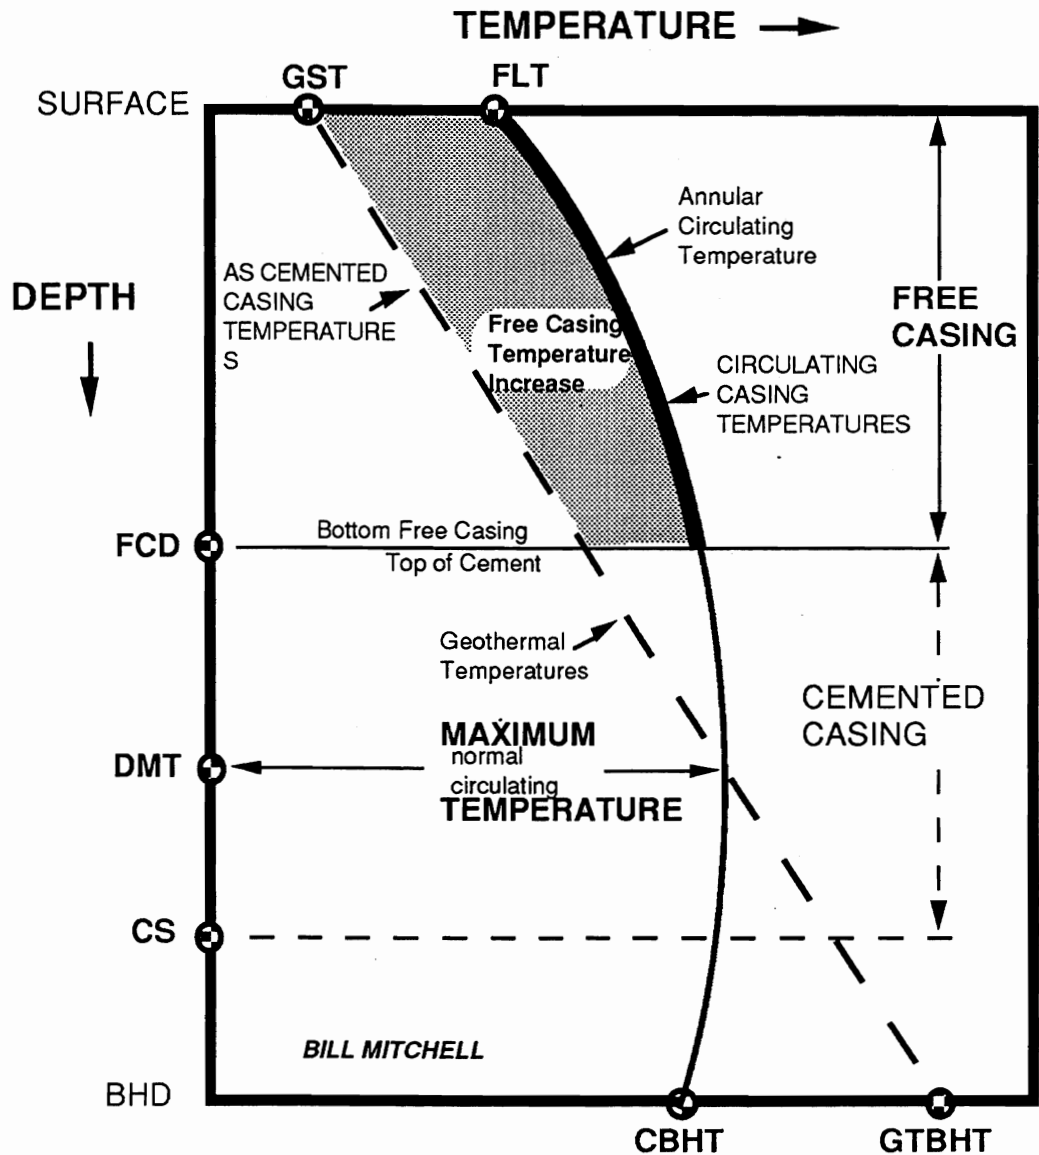 TEMPERATURE
GST
FLT
SURFACE
Annular
Circulating
Temperature
AS CEMENTED
CASING
TEMPERATURE
S
DEPTH
FREE
CASING
Free Casing
Temperature
Increase
CIRCULATING
CASING
TEMPERATURES
FCD
Bottom Free Casing
Top of Cement
Geothermal
Temperatures
CEMENTED
CASING
MAXIMUM
normal
circulating
TEMPERATURE
DMT
CS
BILL MITCHELL
BHD
CBHT
GTBHT